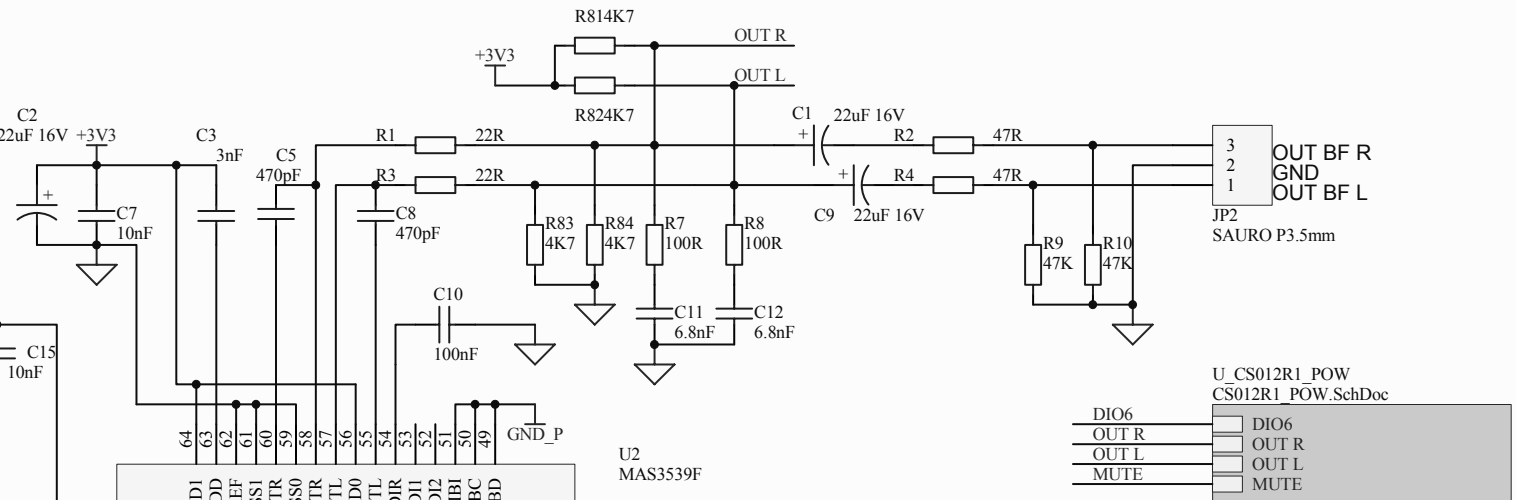 R814K7
OUT R
+3V3
OUT L
R824K7
C2
22uF 16V
+3V3
C3
3nF
C5
470pF
R1
22R
C1
22uF 16V
+
R2
47R
3
2
1
OUT BF R
GND
OUT BF L
JP2
SAURO P3.5mm
R3
22R
+
R4
47R
C9
22uF 16V
+
C7
10nF
C8
470pF
R83
4K7
R84
4K7
R7
100R
R8
100R
R9
47K
R10
47K
C10
100nF
C11
6.8nF
C12
6.8nF
C15
10nF
64
63
62
61
60
59
58
57
56
55
54
53
52
51
50
49
GND_P
U2
MAS3539F
U_CS012R1_POW
CS012R1_POW.SchDoc
DIO6
DIO6
OUT R
OUT R
OUT L
OUT L
MUTE
MUTE